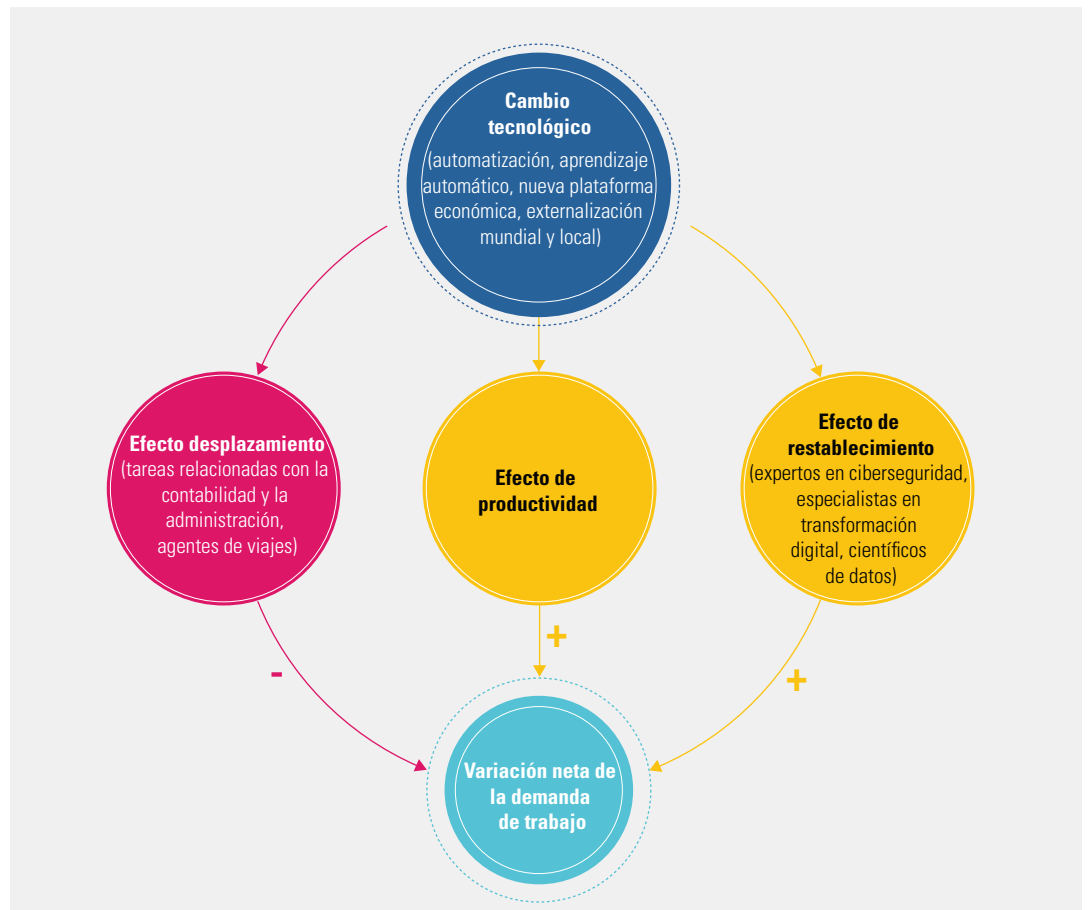 Cambio
tecnológico
(automatización, aprendizaje
automático, nueva plataforma
económica, externalización
mundial y local)
Efecto desplazamiento
(tareas relacionadas con la
contabilidad y la
administración,
agentes de viajes)
Efecto de
productividad
Efecto de
restablecimiento
(expertos en ciberseguridad,
especialistas en
transformación
digital, científicos
de datos)
-
+
+
Variación neta de
la demanda
de trabajo